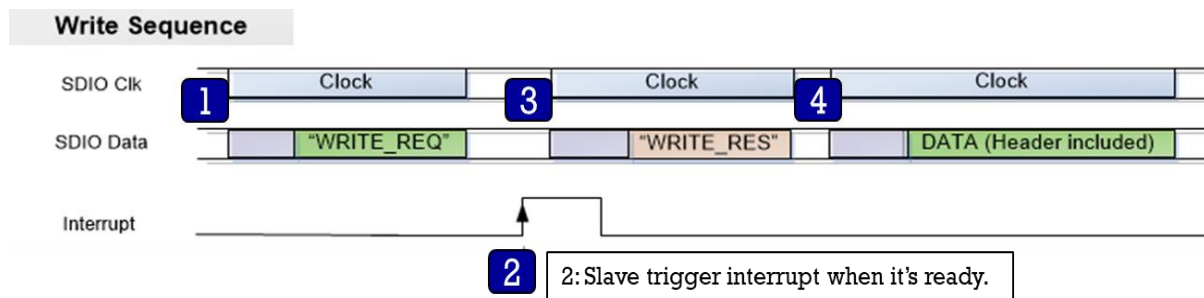 Write Sequence
SDIO Clk
Clock
Clock
Clock
1
3
4
SDIO Data
"WRITE_REQ"
"WRITE_RES"
DATA (Header included)
Interrupt
2
2: Slave trigger interrupt when it's ready.